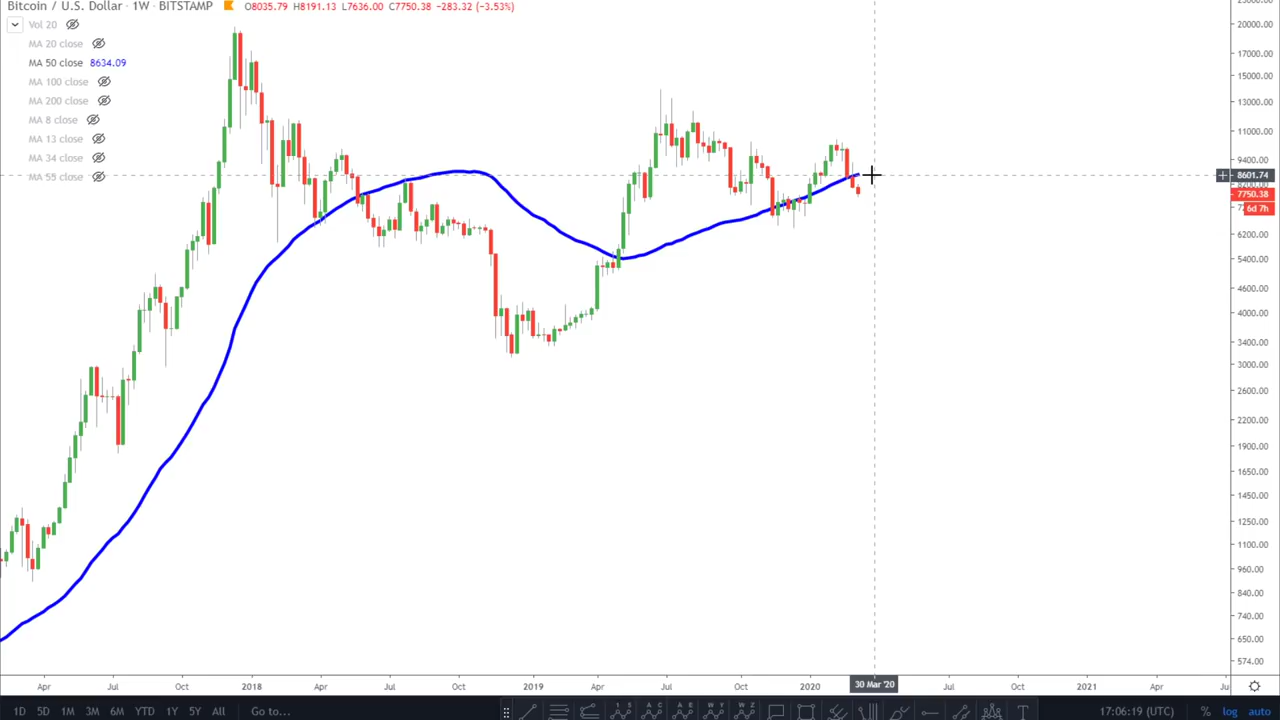 Bitcoin / U.S. Dollar · 1W · BITSTAMP O8035.79 H8191.13 L7636.00 C7750.38 −283.32 (−3.53%)
Vol 20
MA 20 close
MA 50 close 8634.09
MA 100 close
MA 200 close
MA 8 close
MA 13 close
MA 34 close
MA 55 close
20000.00
17000.00
15000.00
13000.00
11000.00
9400.00
8601.74
7750.38
6d 7h
6200.00
5400.00
4600.00
4000.00
3400.00
3000.00
2600.00
2200.00
1900.00
1650.00
1450.00
1250.00
1100.00
960.00
840.00
740.00
650.00
574.00
Apr Jul Oct 2018 Apr Jul Oct 2019 Apr Jul Oct 2020 30 Mar '20 Jul Oct 2021 Apr
1D 5D 1M 3M 6M YTD 1Y 5Y All Go to... 17:06:19 (UTC) % log auto